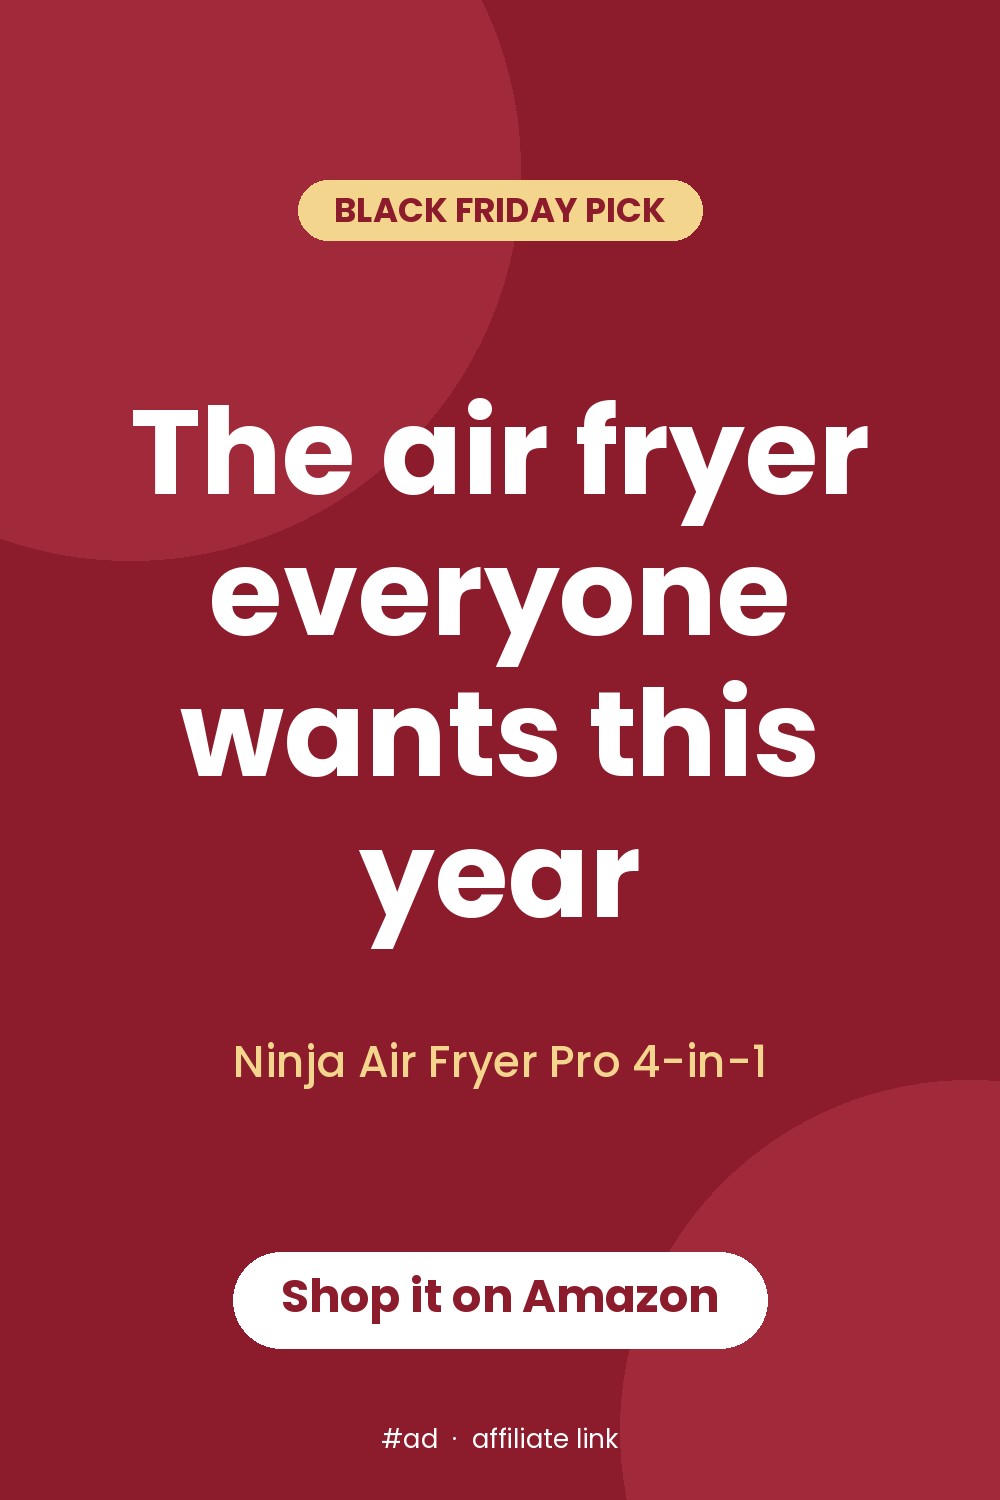 BLACK FRIDAY PICK
The air fryer
everyone
wants this
year
Ninja Air Fryer Pro 4-in-1
Shop it on Amazon
#ad · affiliate link